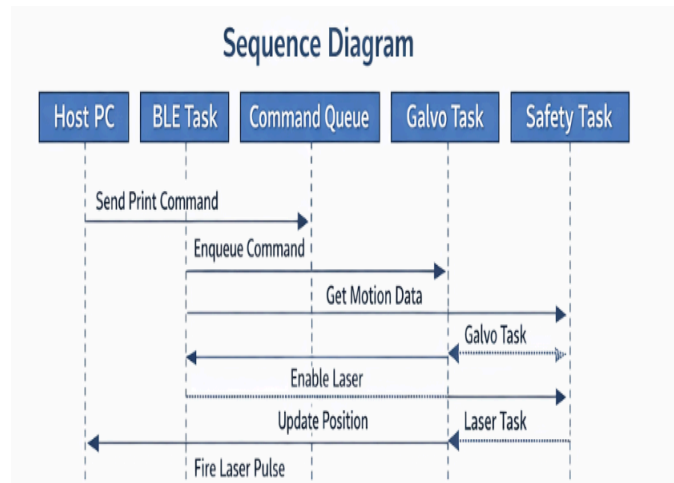 Sequence Diagram
Host PC
BLE Task
Command Queue
Galvo Task
Safety Task
Send Print Command
Enqueue Command
Get Motion Data
Galvo Task
Enable Laser
Update Position
Laser Task
Fire Laser Pulse